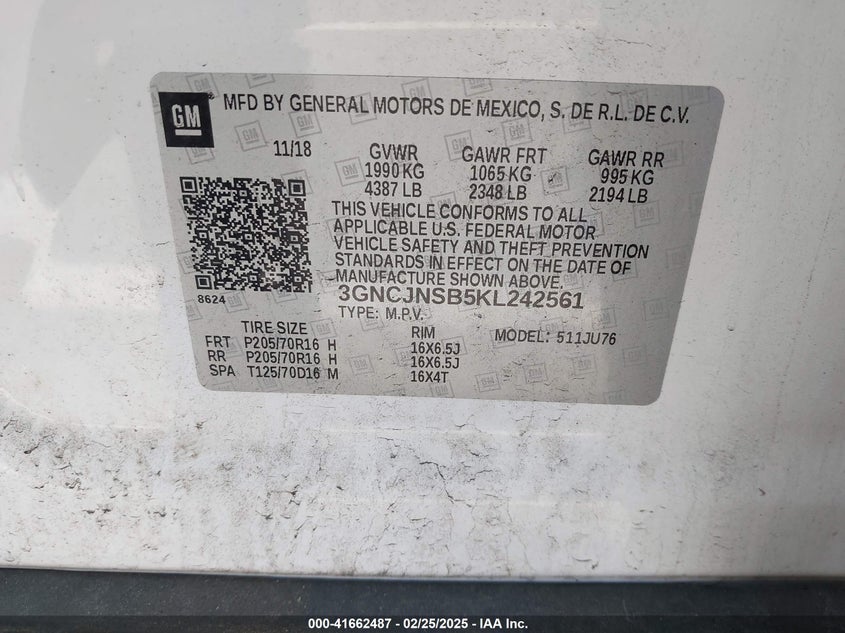 GM
MFD BY GENERAL MOTORS DE MEXICO, S. DE R.L. DE C.V.
11/18 GVWR GAWR FRT GAWR RR
1990 KG 1065 KG 995 KG
4387 LB 2348 LB 2194 LB
THIS VEHICLE CONFORMS TO ALL
APPLICABLE U.S. FEDERAL MOTOR
VEHICLE SAFETY AND THEFT PREVENTION
STANDARDS IN EFFECT ON THE DATE OF
MANUFACTURE SHOWN ABOVE.
8624
3GNCJNSB5KL242561
TYPE: M.P.V. MODEL: 511JU76
TIRE SIZE RIM
FRT P205/70R16 H 16X6.5J
RR P205/70R16 H 16X6.5J
SPA T125/70D16 M 16X4T
000-41662487 - 02/25/2025 - IAA Inc.